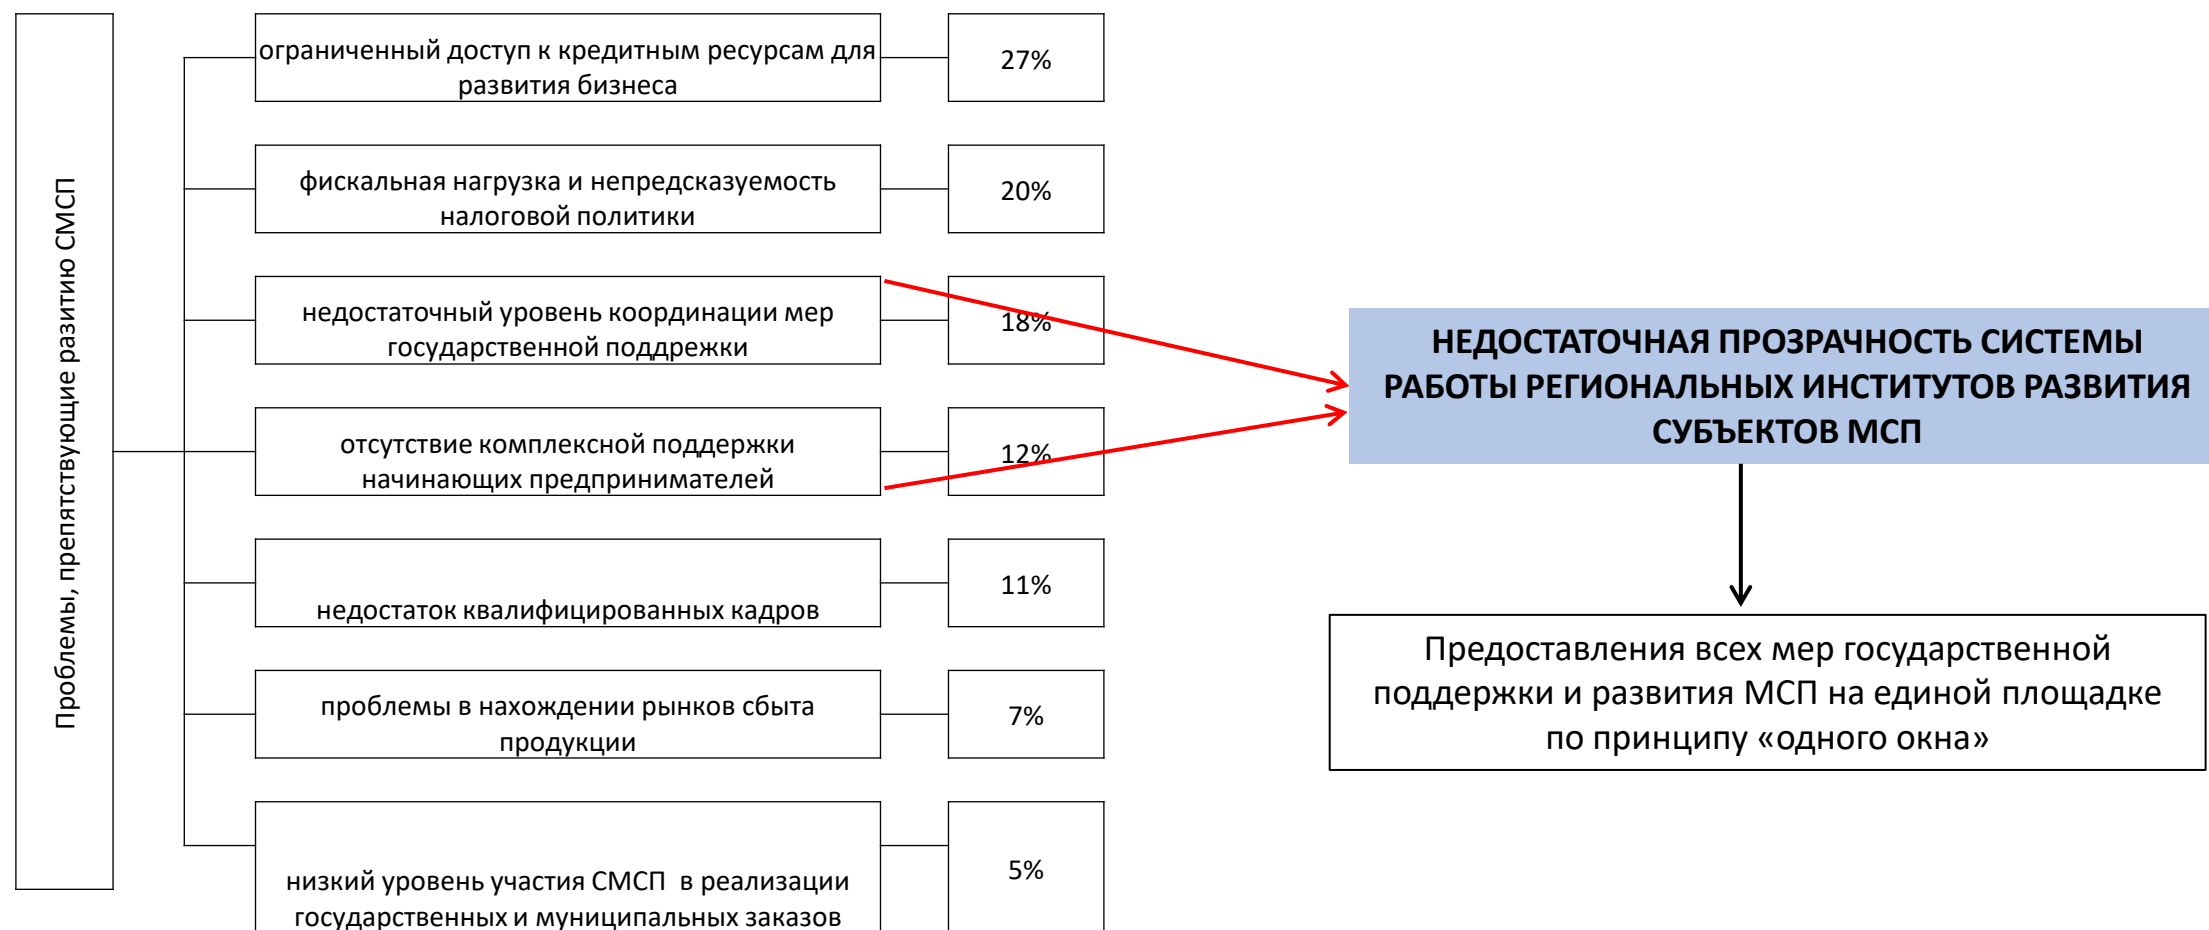 Проблемы, препятствующие разитию СМСП
ограниченный доступ к кредитным ресурсам для
развития бизнеса
27%
фискальная нагрузка и непредсказуемость
налоговой политики
20%
недостаточный уровень координации мер
государственной поддрежки
18%
отсутствие комплексной поддержки
начинающих предпринимателей
12%
недостаток квалифицированных кадров
11%
проблемы в нахождении рынков сбыта
продукции
7%
низкий уровень участия СМСП в реализации
государственных и муниципальных заказов
5%
НЕДОСТАТОЧНАЯ ПРОЗРАЧНОСТЬ СИСТЕМЫ
РАБОТЫ РЕГИОНАЛЬНЫХ ИНСТИТУТОВ РАЗВИТИЯ
СУБЪЕКТОВ МСП
Предоставления всех мер государственной
поддержки и развития МСП на единой площадке
по принципу «одного окна»